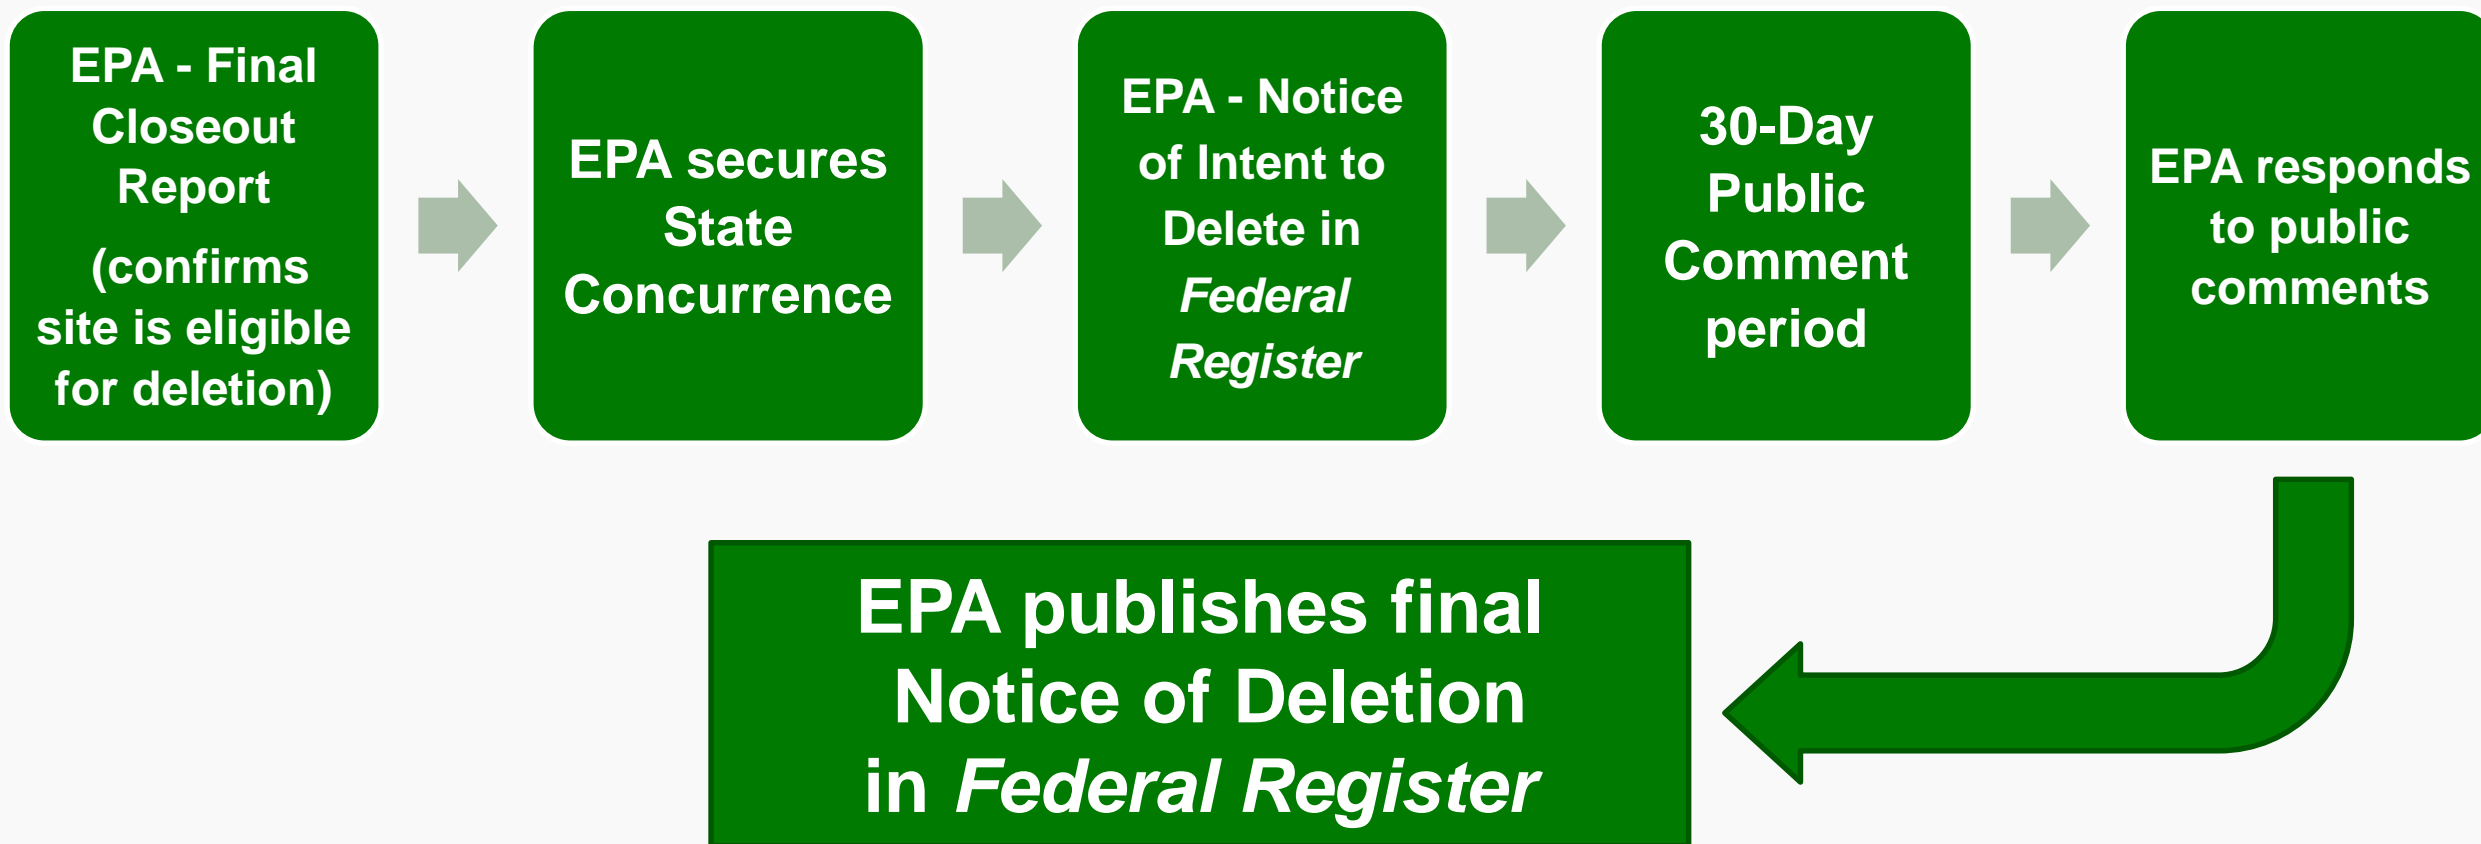 EPA - Final
Closeout
Report
(confirms
site is eligible
for deletion)
EPA secures
State
Concurrence
EPA - Notice
of Intent to
Delete in
Federal
Register
30-Day
Public
Comment
period
EPA responds
to public
comments
EPA publishes final
Notice of Deletion
in Federal Register